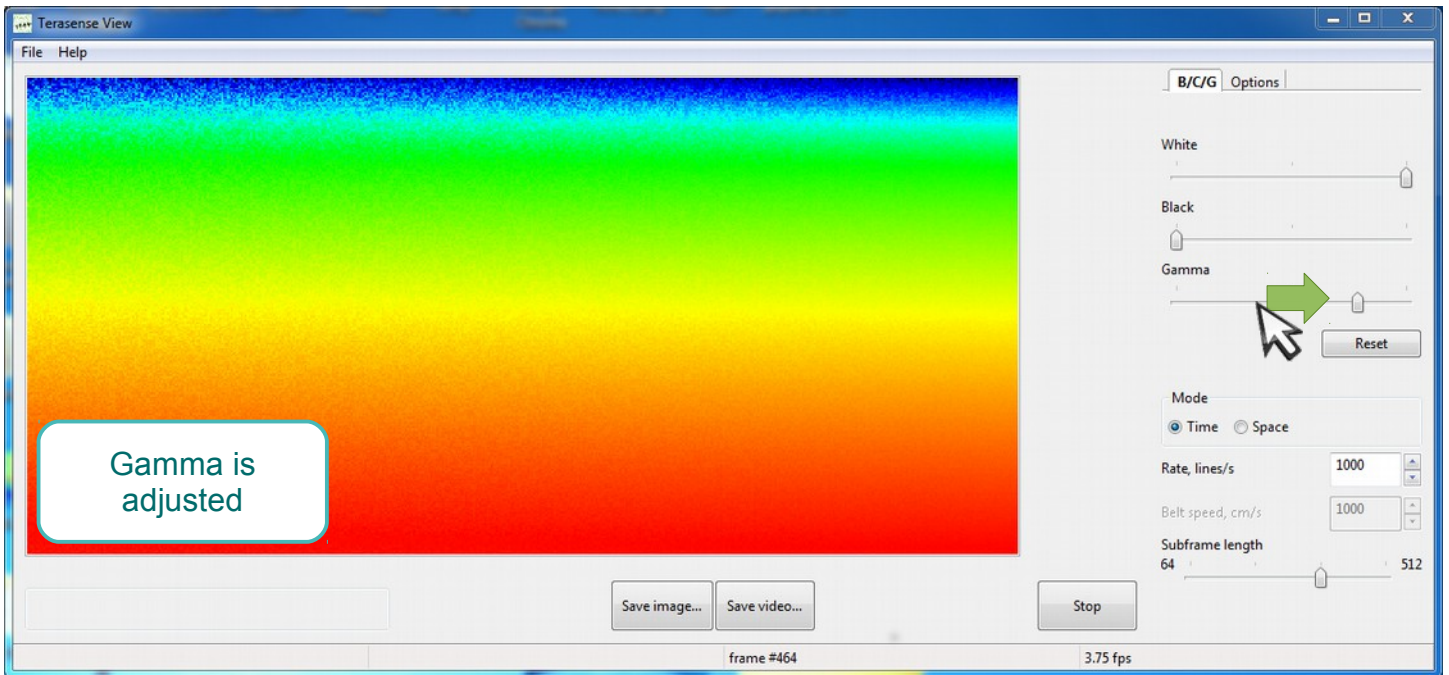 Terasense View
File Help
B/C/G Options
White
Black
Gamma
Reset
Mode
Time Space
Rate, lines/s 1000
Belt speed, cm/s 1000
Subframe length
64 512
Gamma is
adjusted
Save image... Save video... Stop
frame #464 3.75 fps